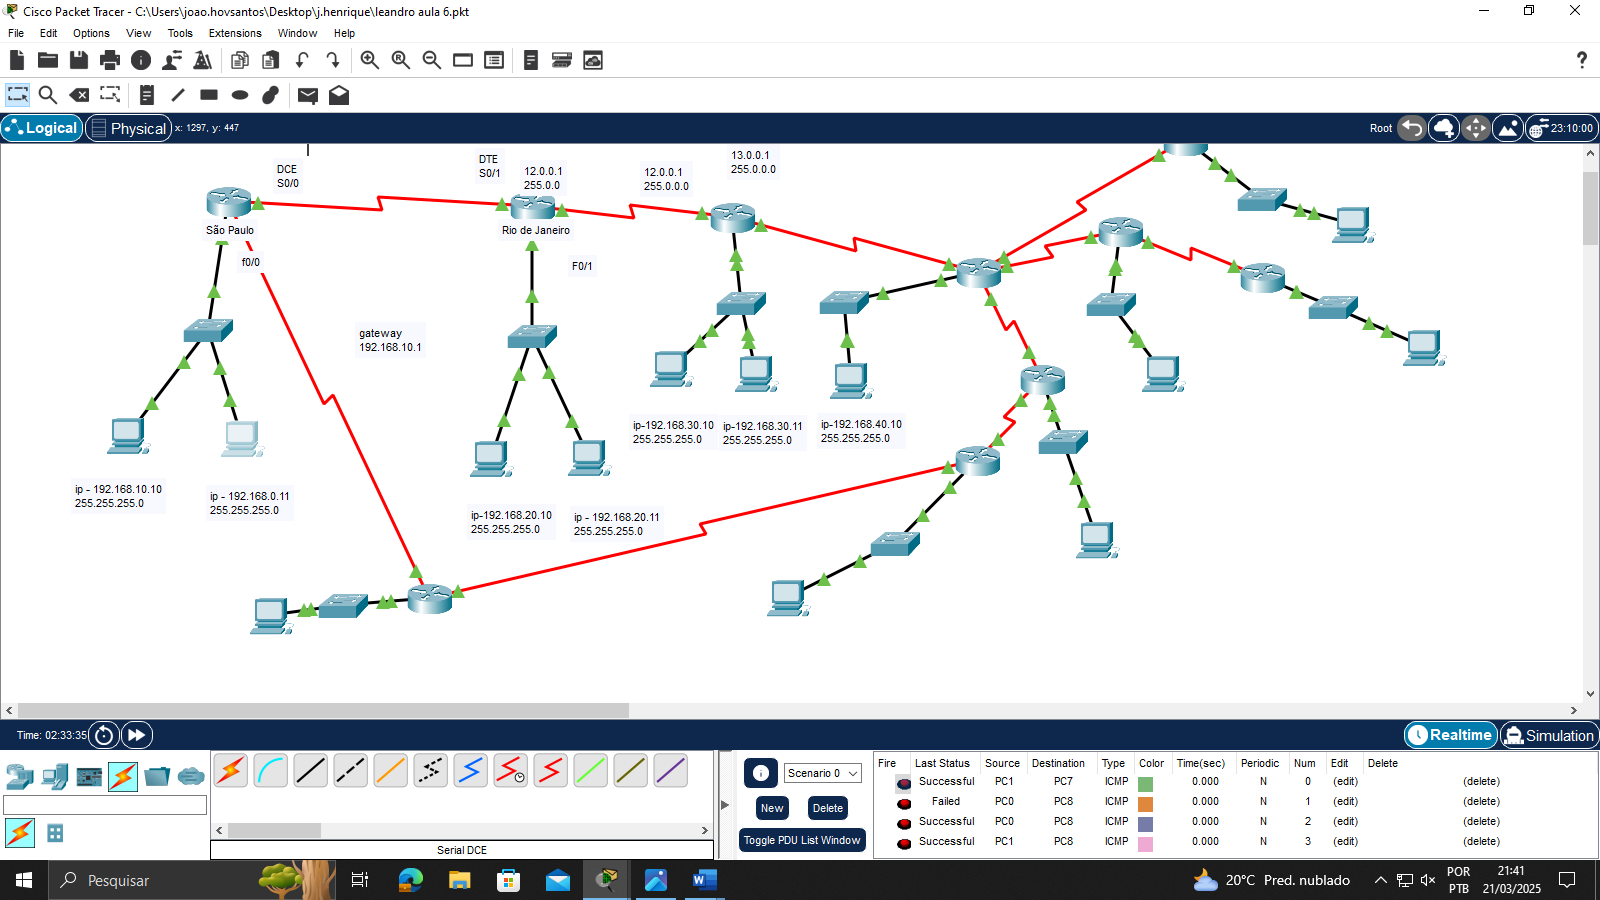 Cisco Packet Tracer - C:\Users\joao.hovsantos\Desktop\j.henrique\leandro aula 6.pkt
File Edit Options View Tools Extensions Window Help
Logical Physical x: 1297, y: 447 Root 23:10:00
DCE
S0/0
DTE
S0/1
12.0.0.1
255.0.0
12.0.0.1
255.0.0.0
13.0.0.1
255.0.0.0
São Paulo
Rio de Janeiro
f0/0
F0/1
gateway
192.168.10.1
ip-192.168.30.10
255.255.255.0
ip-192.168.30.11
255.255.255.0
ip-192.168.40.10
255.255.255.0
ip - 192.168.10.10
255.255.255.0
ip - 192.168.0.11
255.255.255.0
ip-192.168.20.10
255.255.255.0
ip - 192.168.20.11
255.255.255.0
Time: 02:33:35
Realtime Simulation
Scenario 0
New Delete
Toggle PDU List Window
Serial DCE
Fire Last Status Source Destination Type Color Time(sec) Periodic Num Edit Delete
Successful PC1 PC7 ICMP 0.000 N 0 (edit) (delete)
Failed PC0 PC8 ICMP 0.000 N 1 (edit) (delete)
Successful PC0 PC8 ICMP 0.000 N 2 (edit) (delete)
Successful PC1 PC8 ICMP 0.000 N 3 (edit) (delete)
Pesquisar
20°C Pred. nublado
POR
PTB
21:41
21/03/2025